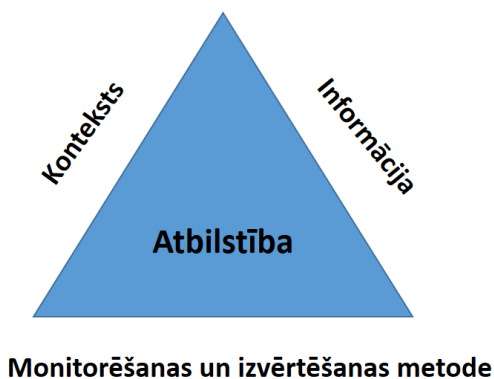 Konteksts
Informācija
Atbilstība
Monitorēšanas un izvērtēšanas metode